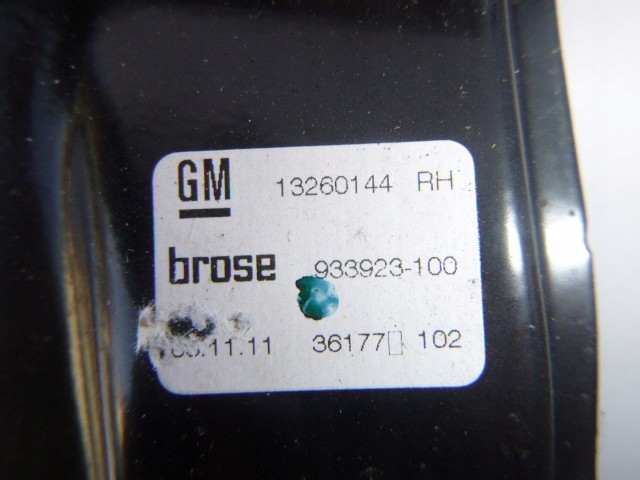 GM 13260144 RH
brose 933923-100
.11.11 36177▯ 102